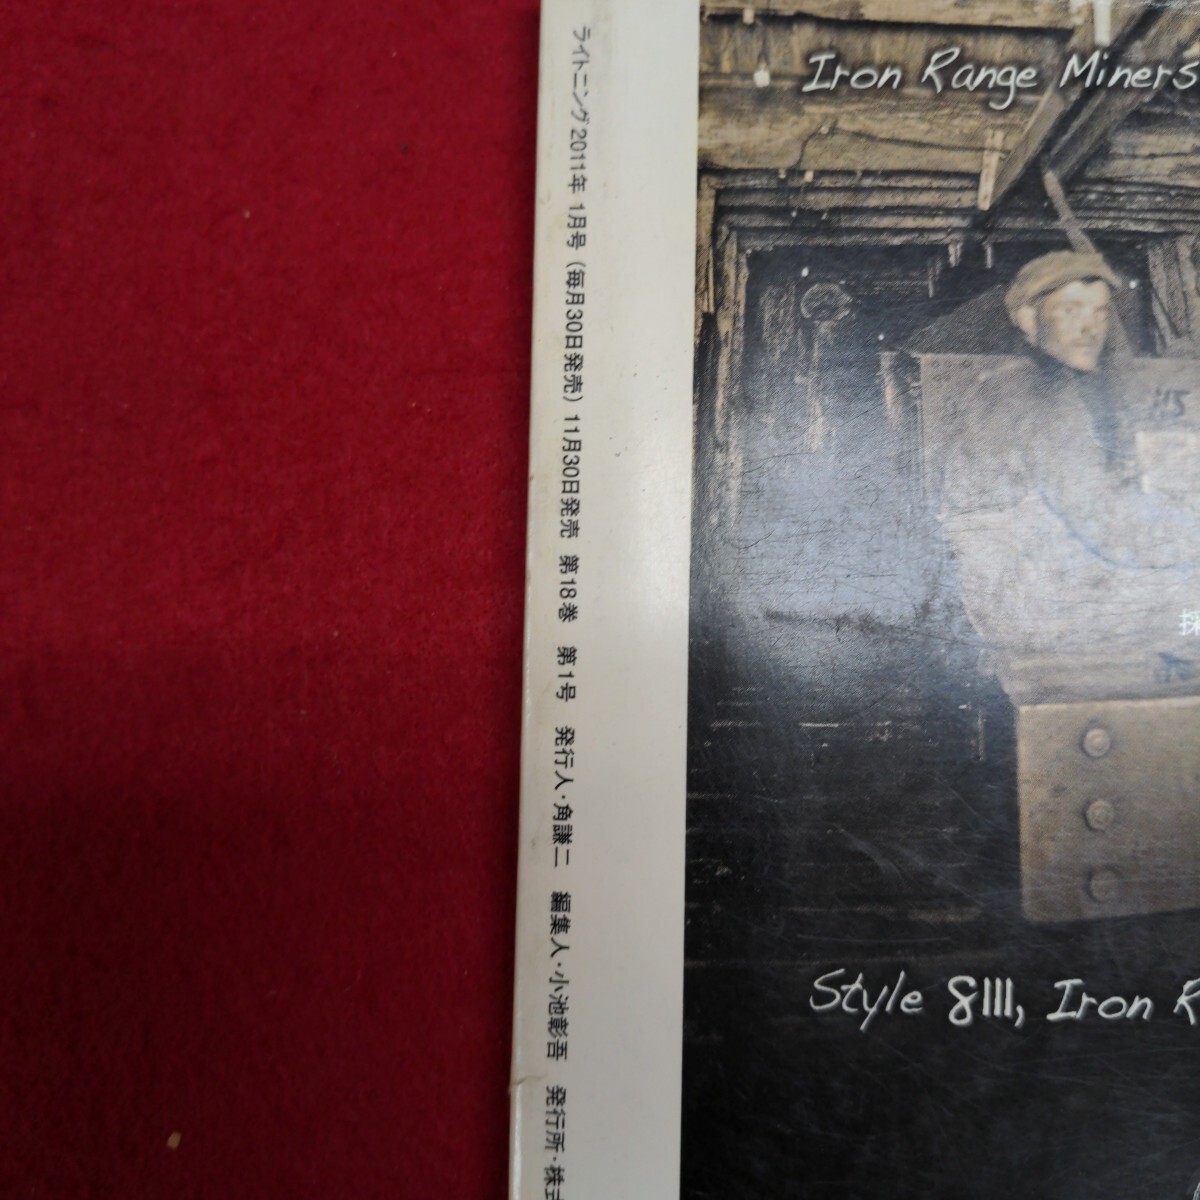 ライトニング 2011年 1月号 (毎月30日発売) 11月30日発売 第18巻 第1号 発行人・角謙二 編集人・小池彰吾 発行所・株式
Iron Range Miners
Style 8111, Iron R